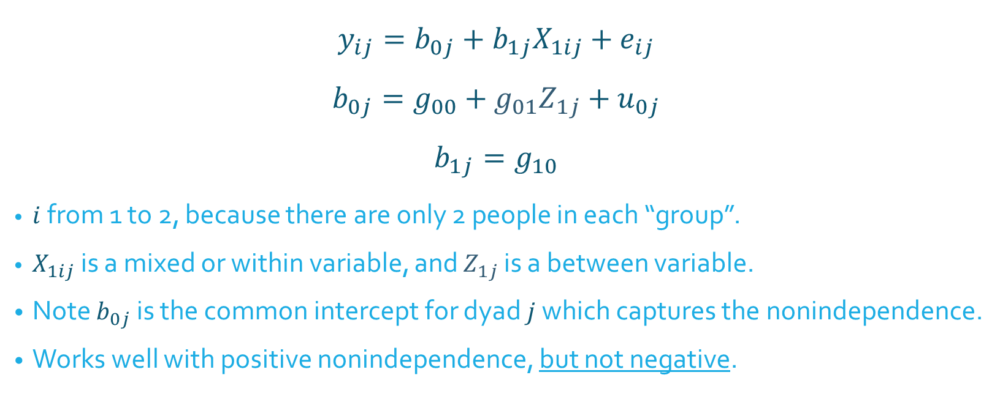 y_{ij} = b_{0j} + b_{1j}X_{1ij} + e_{ij}
b_{0j} = g_{00} + g_{01}Z_{1j} + u_{0j}
b_{1j} = g_{10}
• i from 1 to 2, because there are only 2 people in each “group”.
• X_{1ij} is a mixed or within variable, and Z_{1j} is a between variable.
• Note b_{0j} is the common intercept for dyad j which captures the nonindependence.
• Works well with positive nonindependence, but not negative.